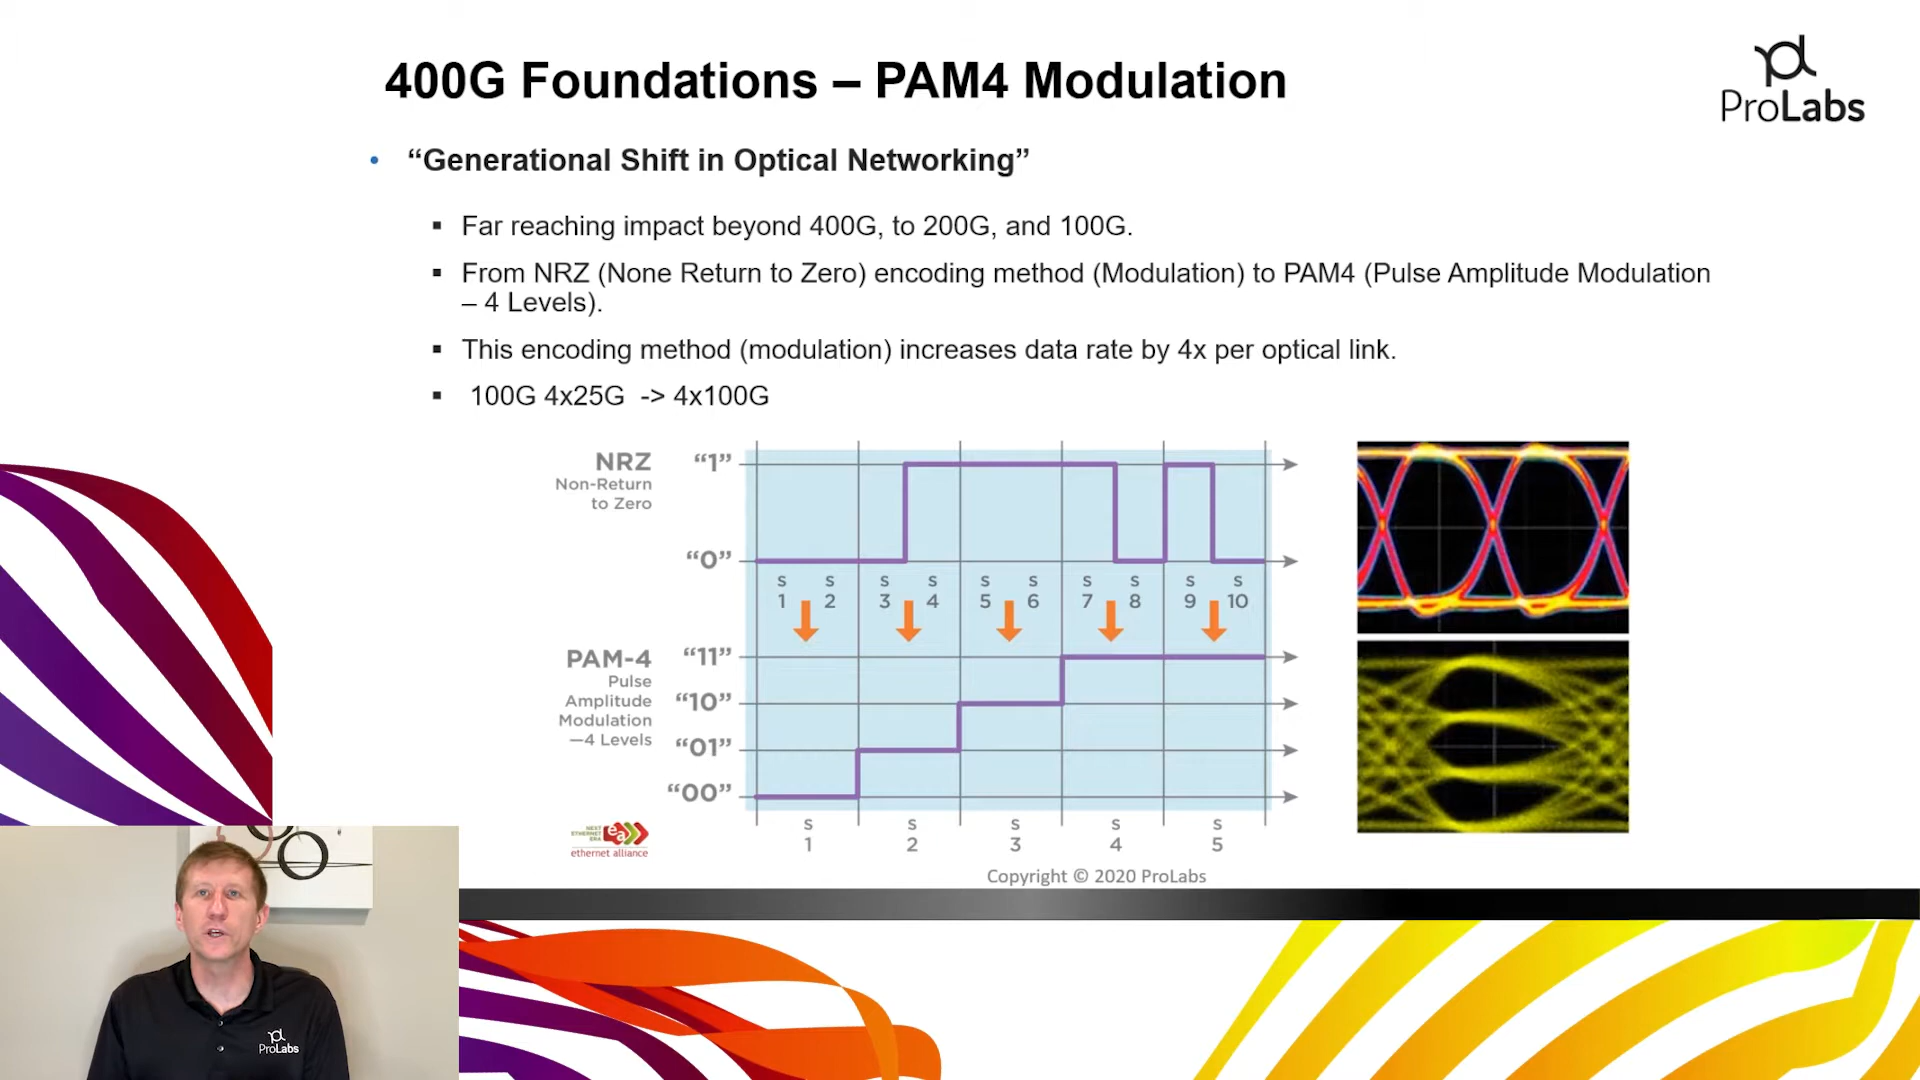 400G Foundations – PAM4 Modulation
ProLabs
• “Generational Shift in Optical Networking”
▪ Far reaching impact beyond 400G, to 200G, and 100G.
▪ From NRZ (None Return to Zero) encoding method (Modulation) to PAM4 (Pulse Amplitude Modulation
– 4 Levels).
▪ This encoding method (modulation) increases data rate by 4x per optical link.
▪ 100G 4x25G -> 4x100G
NRZ
Non-Return
to Zero
“1”
“0”
S S S S S S S S S S
1 2 3 4 5 6 7 8 9 10
PAM-4
Pulse
Amplitude
Modulation
—4 Levels
“11”
“10”
“01”
“00”
S S S S S
1 2 3 4 5
NEXT
ETHERNET
ERA
ea
ethernet alliance
Copyright © 2020 ProLabs
ProLabs